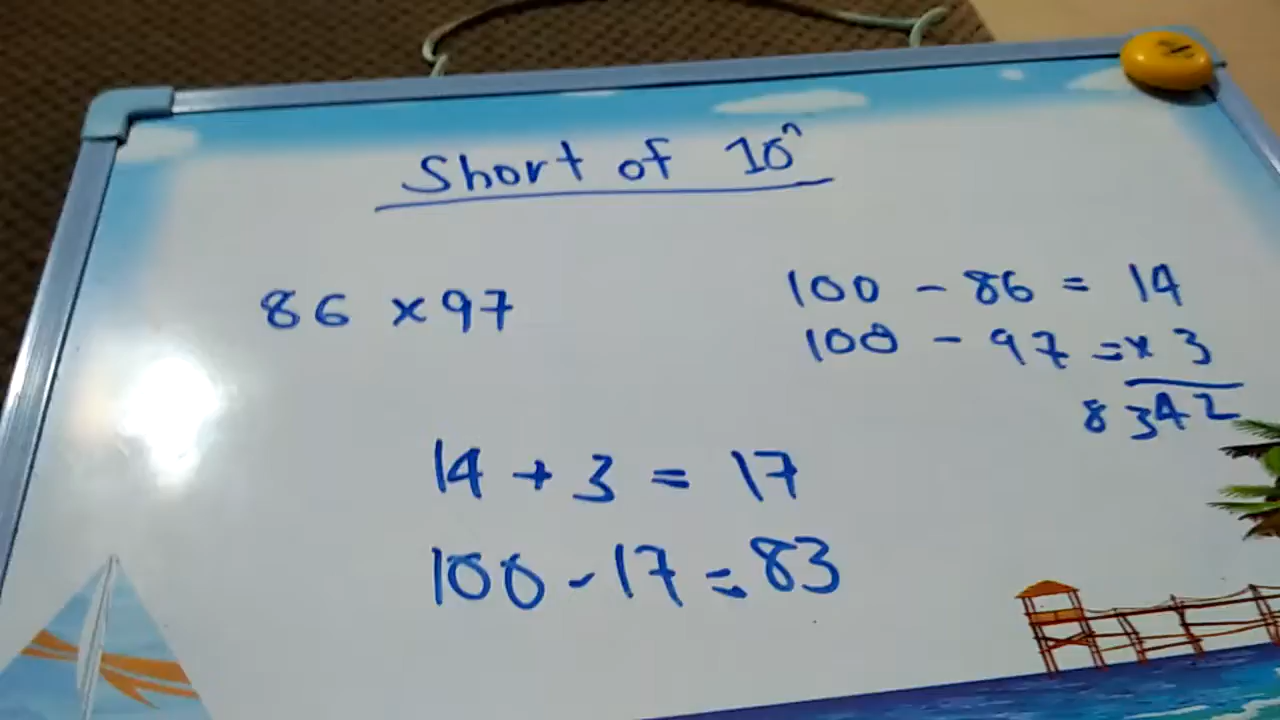 Short of 10ⁿ
86 x 97
100 - 86 = 14
100 - 97 = x 3
8342
14 + 3 = 17
100 - 17 = 83